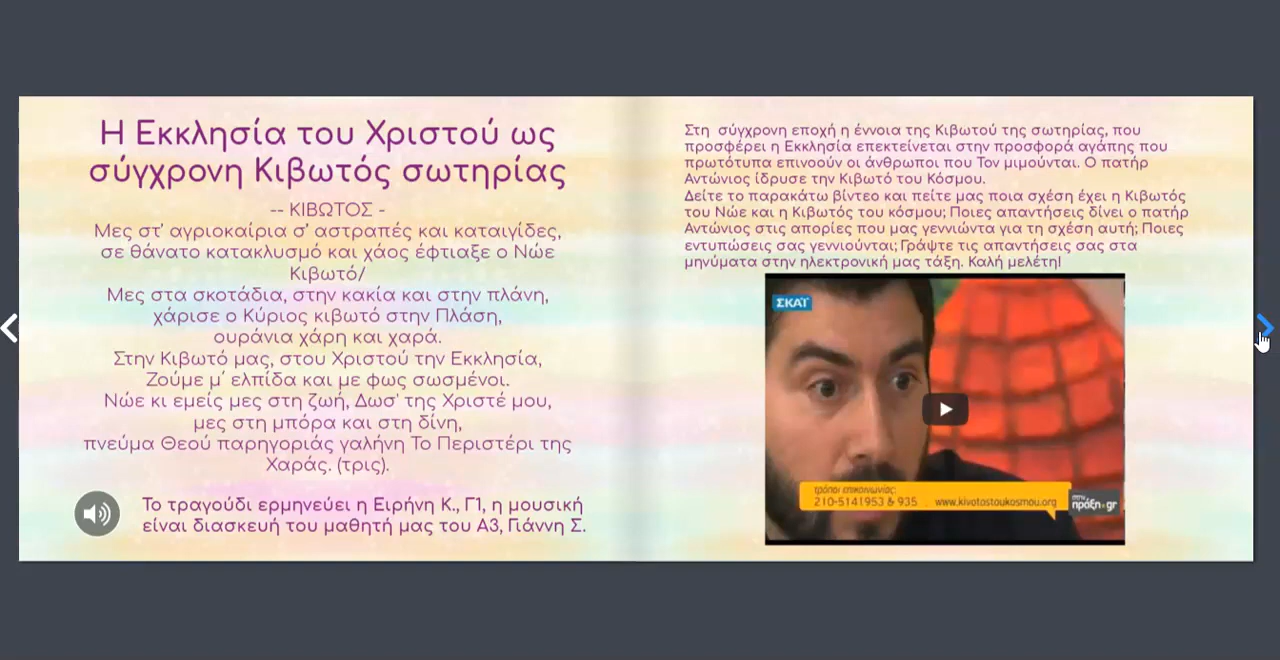 Η Εκκλησία του Χριστού ως
σύγχρονη Κιβωτός σωτηρίας
-- ΚΙΒΩΤΟΣ -
Μες στ' αγριοκαίρια σ' αστραπές και καταιγίδες,
σε θάνατο κατακλυσμό και χάος έφτιαξε ο Νώε
Κιβωτό/
Μες στα σκοτάδια, στην κακία και στην πλάνη,
χάρισε ο Κύριος κιβωτό στην Πλάση,
ουράνια χάρη και χαρά.
Στην Κιβωτό μας, στου Χριστού την Εκκλησία,
Ζούμε μ' ελπίδα και με φως σωσμένοι.
Νώε κι εμείς μες στη ζωή, Δωσ' της Χριστέ μου,
μες στη μπόρα και στη δίνη,
πνεύμα Θεού παρηγοριάς γαλήνη Το Περιστέρι της
Χαράς. (τρις).
Το τραγούδι ερμηνεύει η Ειρήνη Κ., Γ1, η μουσική
είναι διασκευή του μαθητή μας του Α3, Γιάννη Σ.
Στη σύγχρονη εποχή η έννοια της Κιβωτού της σωτηρίας, που
προσφέρει η Εκκλησία επεκτείνεται στην προσφορά αγάπης που
πρωτότυπα επινοούν οι άνθρωποι που Τον μιμούνται. Ο πατήρ
Αντώνιος ίδρυσε την Κιβωτό του Κόσμου.
Δείτε το παρακάτω βίντεο και πείτε μας ποια σχέση έχει η Κιβωτός
του Νώε και η Κιβωτός του κόσμου; Ποιες απαντήσεις δίνει ο πατήρ
Αντώνιος στις απορίες που μας γεννιώντα για τη σχέση αυτή; Ποιες
εντυπώσεις σας γεννιούνται; Γράψτε τις απαντήσεις σας στα
μηνύματα στην ηλεκτρονική μας τάξη. Καλή μελέτη!
ΣΚΑΪ
τρόποι επικοινωνίας:
210-5141953 & 935 www.kivotostoukosmou.org
στην
πράξη.gr